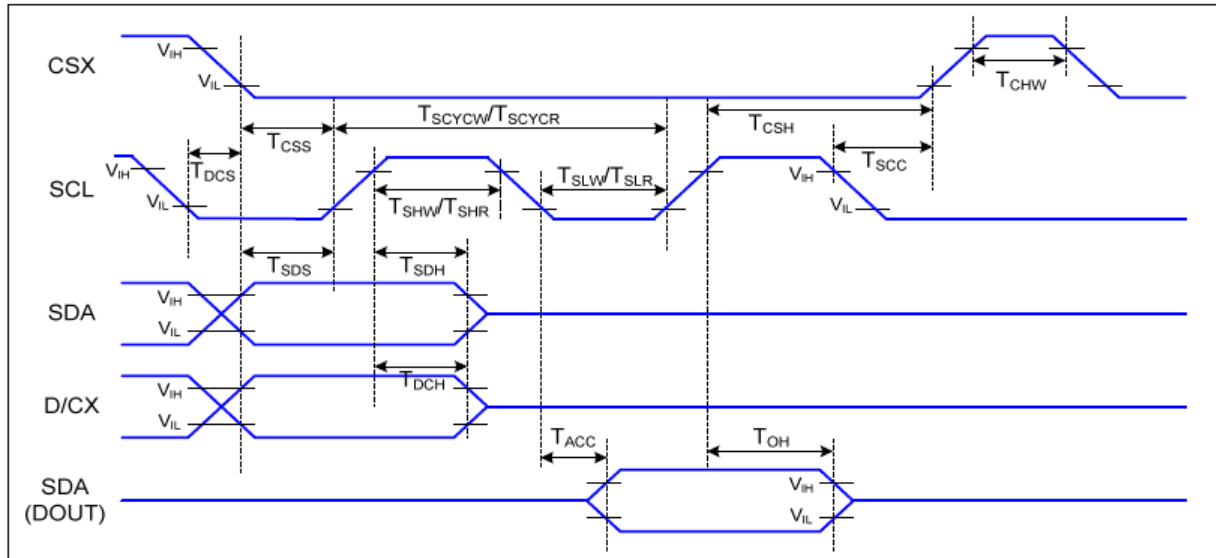 CSX
VIH
VIL
TCHW
TSCYCW/TSCYCR
TCSS
TCSH
SCL
VIH
VIL
TDCS
TSHW/TSHR
TSLW/TSLR
TSCC
VIH
VIL
TSDS
TSDH
SDA
VIH
VIL
TDCH
D/CX
VIH
VIL
TACC
TOH
SDA
(DOUT)
VIH
VIL